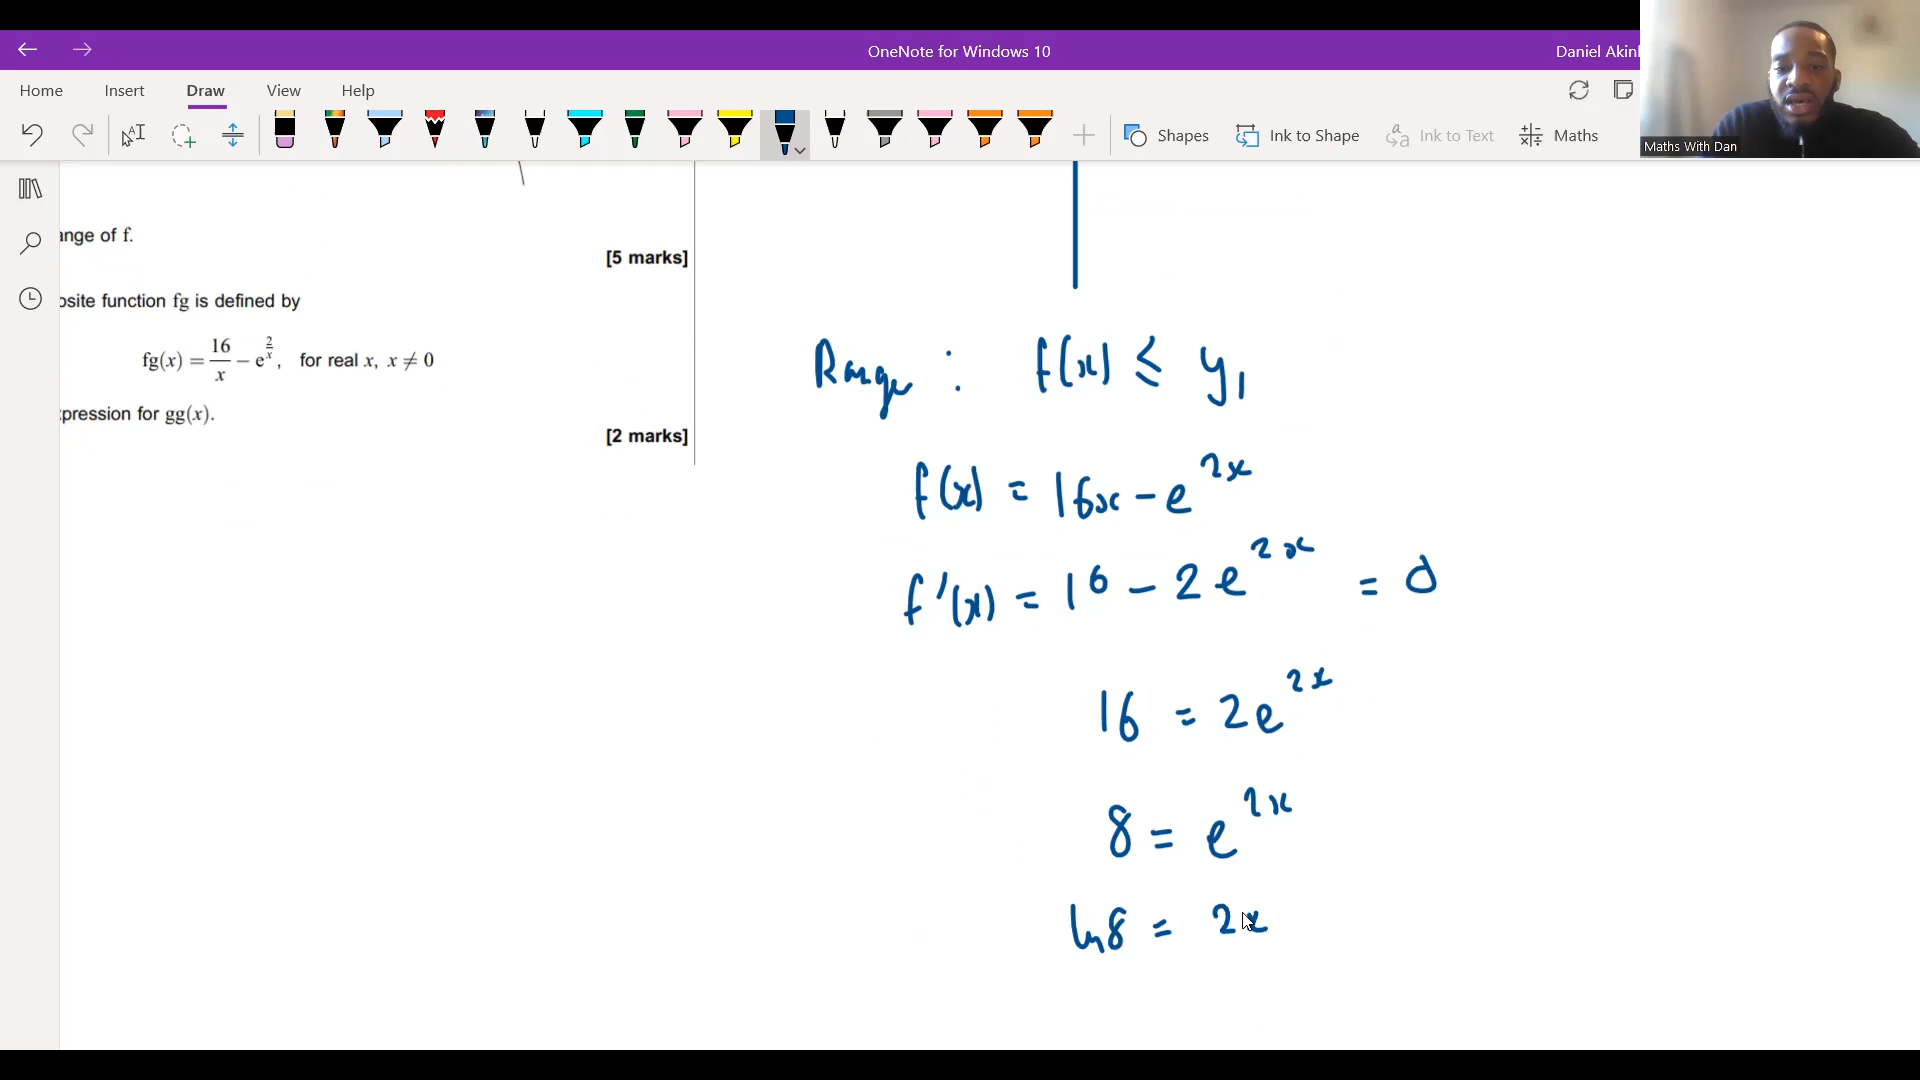 OneNote for Windows 10
Daniel Akinl
Home Insert Draw View Help
Shapes Ink to Shape Ink to Text Maths
Maths With Dan
ange of f.
[5 marks]
osite function fg is defined by
fg(x) = 16/x − e^(2/x), for real x, x ≠ 0
pression for gg(x).
[2 marks]
Range : f(x) ≤ y₁
f(x) = 16x − e^2x
f'(x) = 16 − 2e^2x = 0
16 = 2e^2x
8 = e^2x
ln8 = 2x